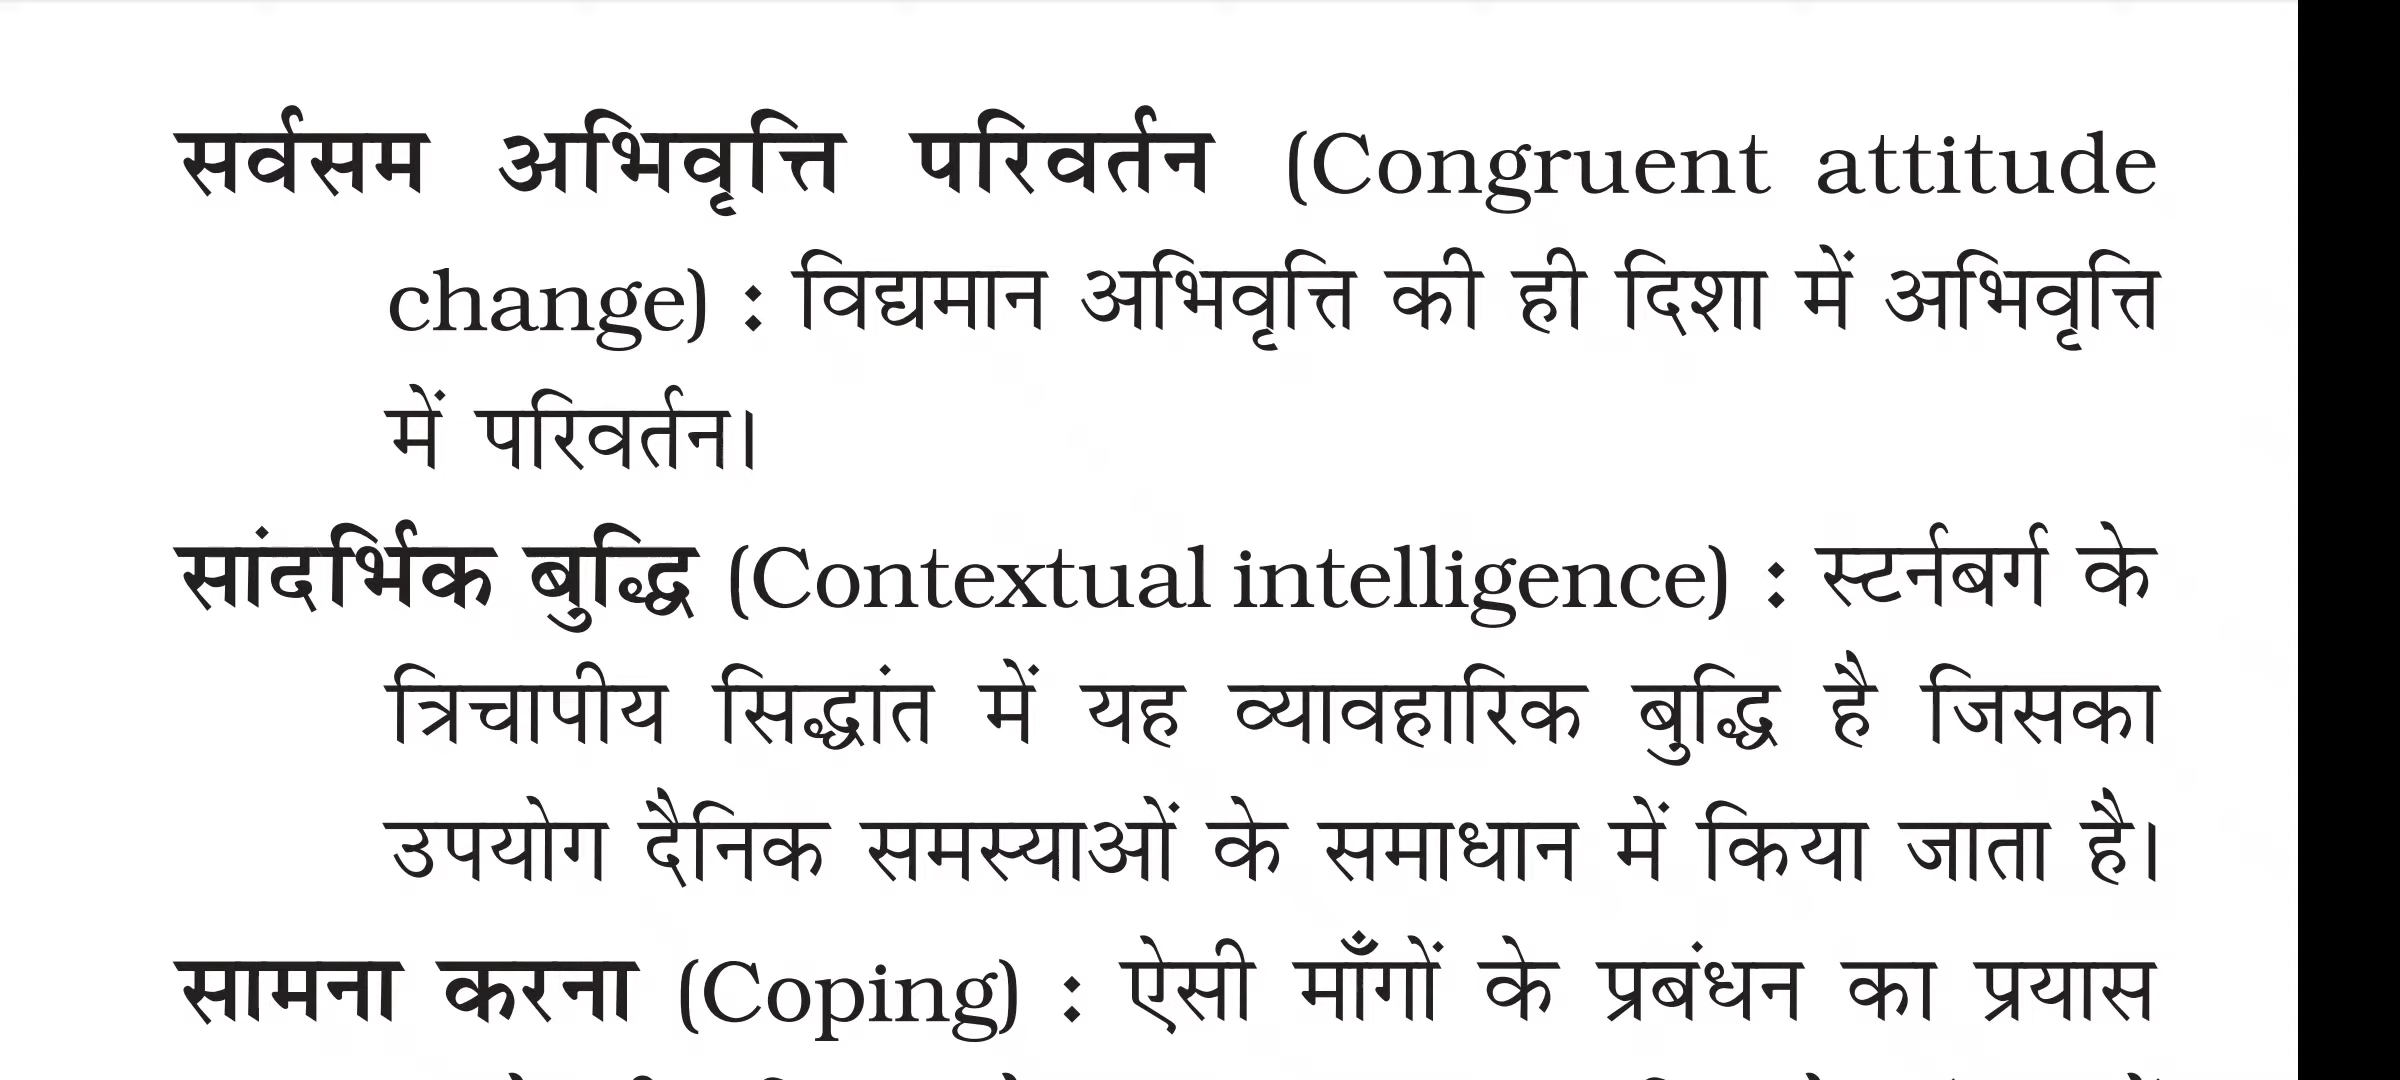 सर्वसम अभिवृत्ति परिवर्तन (Congruent attitude
change) : विद्यमान अभिवृत्ति की ही दिशा में अभिवृत्ति
में परिवर्तन।
सांदर्भिक बुद्धि (Contextual intelligence) : स्टर्नबर्ग के
त्रिचापीय सिद्धांत में यह व्यावहारिक बुद्धि है जिसका
उपयोग दैनिक समस्याओं के समाधान में किया जाता है।
सामना करना (Coping) : ऐसी माँगों के प्रबंधन का प्रयास